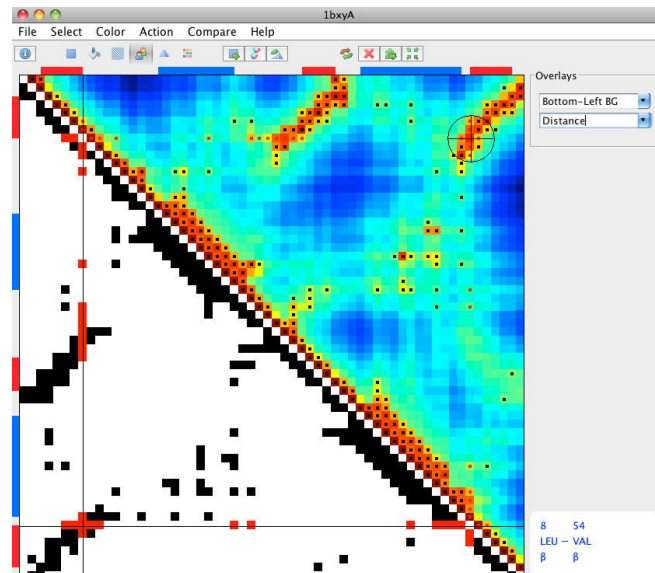 1bxyA
File Select Color Action Compare Help
Overlays
Bottom-Left BG
Distance
8 54
LEU – VAL
β β